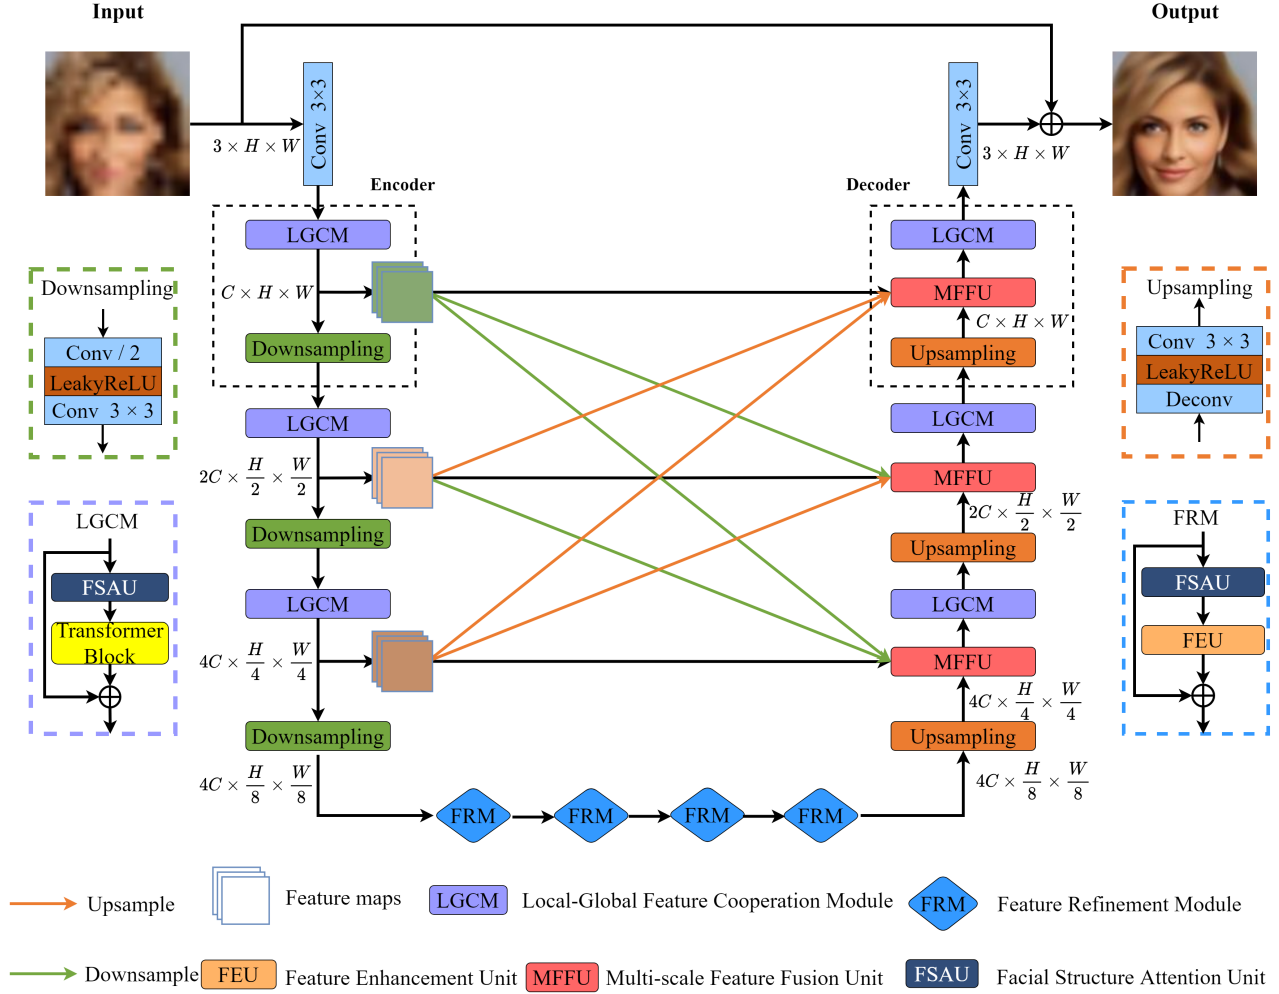 Input
Output
Conv 3×3
Conv 3×3
3 × H × W
3 × H × W
Encoder
Decoder
LGCM
LGCM
C × H × W
MFFU
C × H × W
Downsampling
Upsampling
Downsampling
Conv / 2
LeakyReLU
Conv 3 × 3
Upsampling
Conv 3 × 3
LeakyReLU
Deconv
LGCM
LGCM
2C × H/2 × W/2
MFFU
2C × H/2 × W/2
Downsampling
Upsampling
LGCM
FSAU
Transformer
Block
FRM
FSAU
FEU
LGCM
LGCM
4C × H/4 × W/4
MFFU
4C × H/4 × W/4
Downsampling
Upsampling
4C × H/8 × W/8
4C × H/8 × W/8
FRM
FRM
FRM
FRM
Upsample
Feature maps
LGCM
Local-Global Feature Cooperation Module
FRM
Feature Refinement Module
Downsample
FEU
Feature Enhancement Unit
MFFU
Multi-scale Feature Fusion Unit
FSAU
Facial Structure Attention Unit